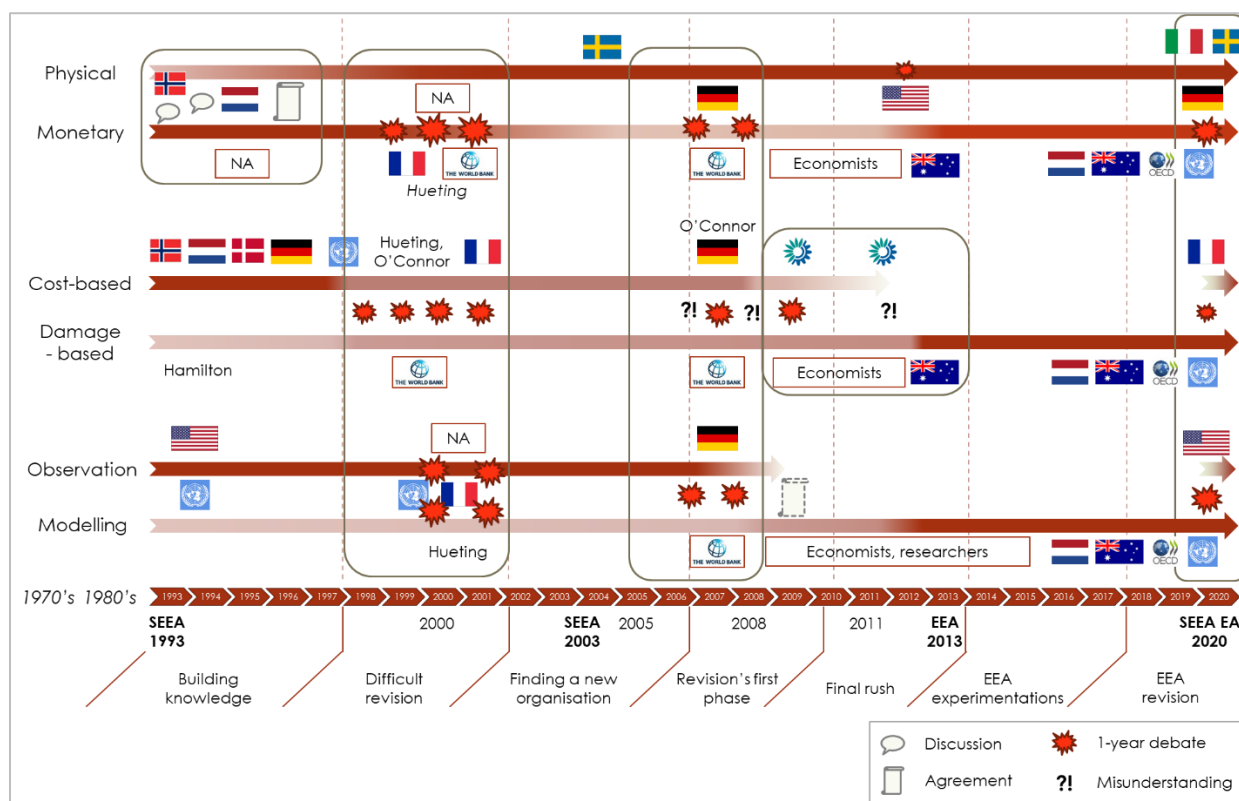 Physical
NA
Monetary
NA
THE WORLD BANK
Hueting
THE WORLD BANK
Economists
OECD
O'Connor
Hueting,
O'Connor
Cost-based
?!
?!
?!
Damage
- based
Hamilton
THE WORLD BANK
THE WORLD BANK
Economists
OECD
NA
Observation
Modelling
Hueting
THE WORLD BANK
Economists, researchers
OECD
1970's 1980's 1993 1994 1995 1996 1997 1998 1999 2000 2001 2002 2003 2004 2005 2006 2007 2008 2009 2010 2011 2012 2013 2014 2015 2016 2017 2018 2019 2020
SEEA
1993
2000
SEEA
2003
2005
2008
2011
EEA
2013
SEEA EA
2020
Building
knowledge
Difficult
revision
Finding a new
organisation
Revision's first
phase
Final rush
EEA
experimentations
EEA
revision
Discussion
1-year debate
Agreement
?! Misunderstanding